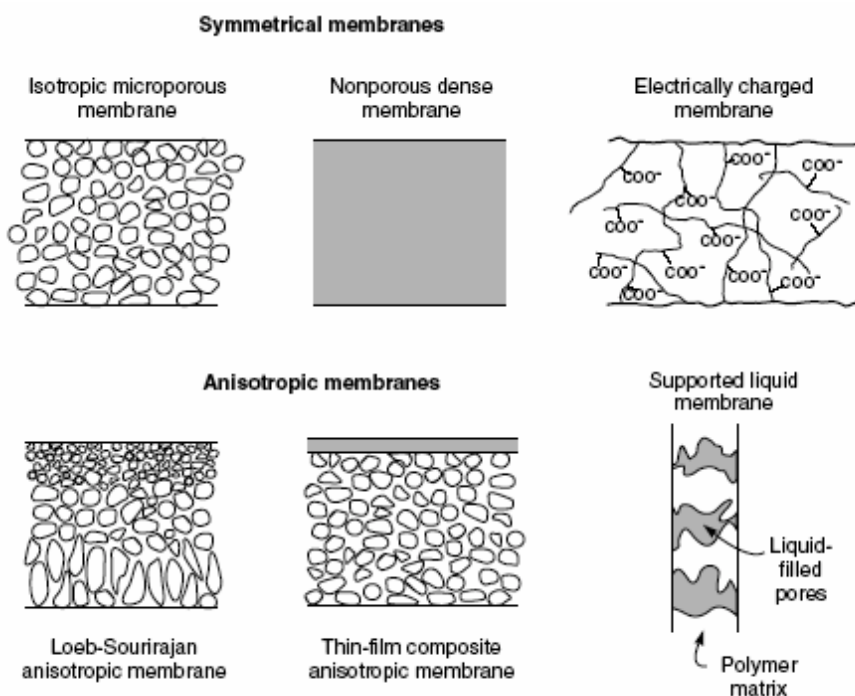 Symmetrical membranes
Isotropic microporous
membrane
Nonporous dense
membrane
Electrically charged
membrane
COO⁻
COO⁻
COO⁻
COO⁻
COO⁻
COO⁻
COO⁻
COO⁻
COO⁻
COO⁻
COO⁻
COO⁻
Anisotropic membranes
Supported liquid
membrane
Liquid-
filled
pores
Loeb-Sourirajan
anisotropic membrane
Thin-film composite
anisotropic membrane
Polymer
matrix